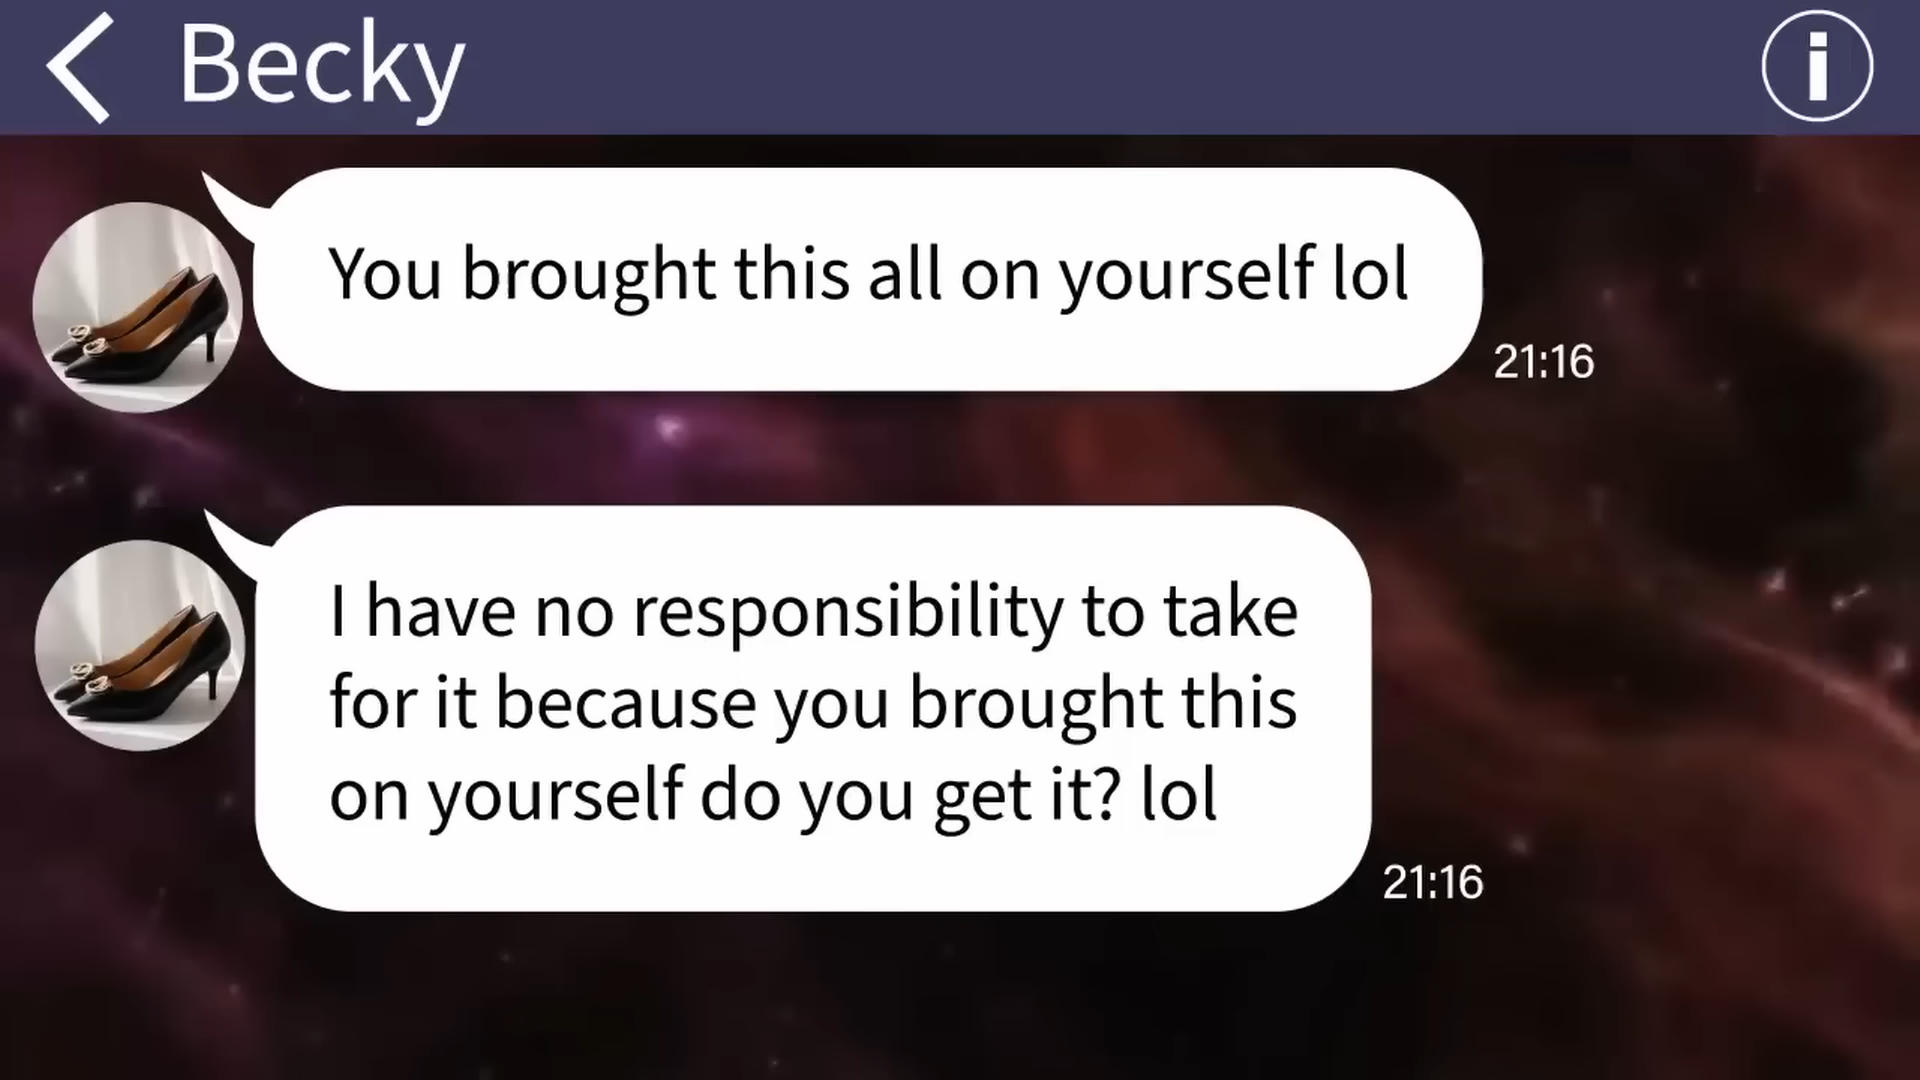 Becky
You brought this all on yourself lol
21:16
I have no responsibility to take
for it because you brought this
on yourself do you get it? lol
21:16